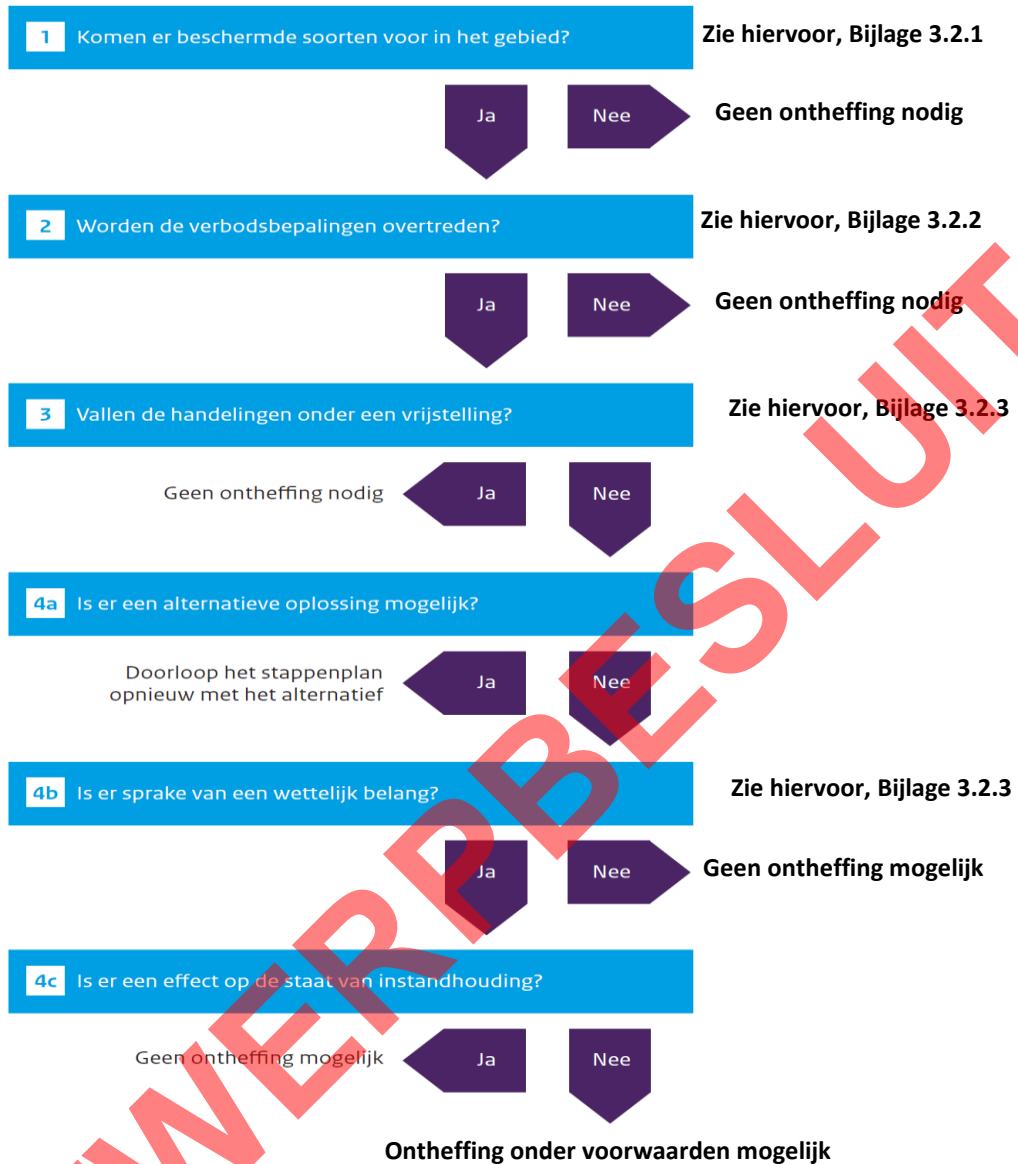 1 Komen er beschermde soorten voor in het gebied? Zie hiervoor, Bijlage 3.2.1
Ja Nee Geen ontheffing nodig
2 Worden de verbodsbepalingen overtreden? Zie hiervoor, Bijlage 3.2.2
Ja Nee Geen ontheffing nodig
3 Vallen de handelingen onder een vrijstelling? Zie hiervoor, Bijlage 3.2.3
Geen ontheffing nodig Ja Nee
4a Is er een alternatieve oplossing mogelijk?
Doorloop het stappenplan
opnieuw met het alternatief Ja Nee
4b Is er sprake van een wettelijk belang? Zie hiervoor, Bijlage 3.2.3
Ja Nee Geen ontheffing mogelijk
4c Is er een effect op de staat van instandhouding?
Geen ontheffing mogelijk Ja Nee
Ontheffing onder voorwaarden mogelijk
WERPBESLUIT